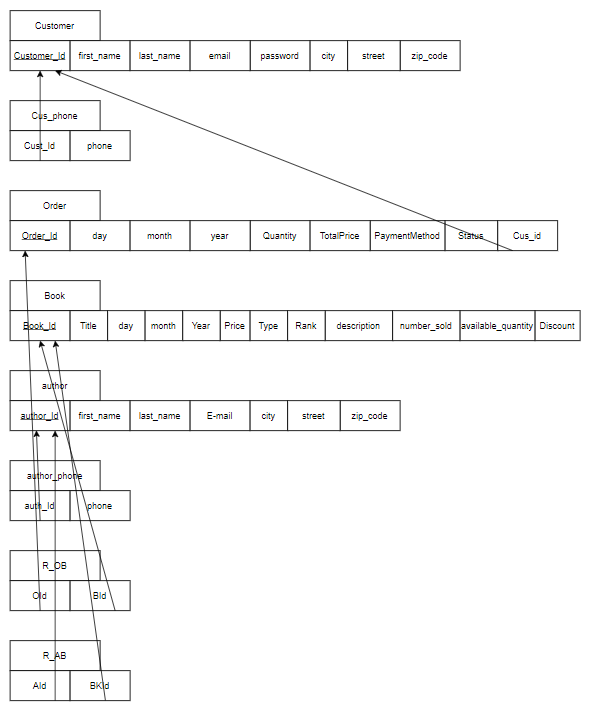 Customer
Customer_Id first_name last_name email password city street zip_code
Cus_phone
Cust_Id phone
Order
Order_Id day month year Quantity TotalPrice PaymentMethod Status Cus_id
Book
Book_Id Title day month Year Price Type Rank description number_sold available_quantity Discount
author
author_Id first_name last_name E-mail city street zip_code
author_phone
auth_Id phone
R_OB
OId BId
R_AB
AId BKId